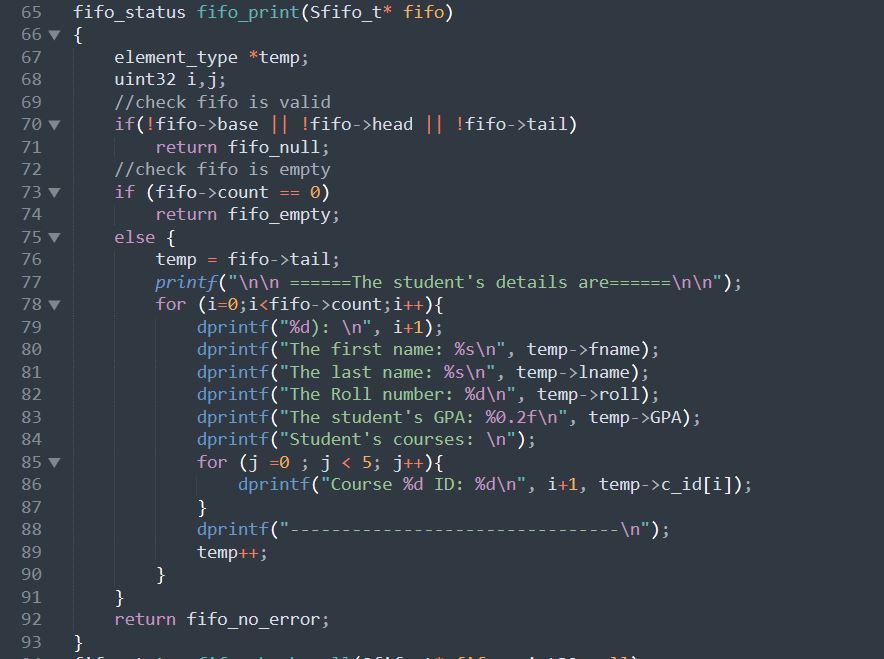 65 fifo_status fifo_print(Sfifo_t* fifo)
66 {
67 element_type *temp;
68 uint32 i,j;
69 //check fifo is valid
70 if(!fifo->base || !fifo->head || !fifo->tail)
71 return fifo_null;
72 //check fifo is empty
73 if (fifo->count == 0)
74 return fifo_empty;
75 else {
76 temp = fifo->tail;
77 printf("\n\n ======The student's details are======\n\n");
78 for (i=0;i<fifo->count;i++){
79 dprintf("%d): \n", i+1);
80 dprintf("The first name: %s\n", temp->fname);
81 dprintf("The last name: %s\n", temp->lname);
82 dprintf("The Roll number: %d\n", temp->roll);
83 dprintf("The student's GPA: %0.2f\n", temp->GPA);
84 dprintf("Student's courses: \n");
85 for (j =0 ; j < 5; j++){
86 dprintf("Course %d ID: %d\n", i+1, temp->c_id[i]);
87 }
88 dprintf("--------------------------------\n");
89 temp++;
90 }
91 }
92 return fifo_no_error;
93 }